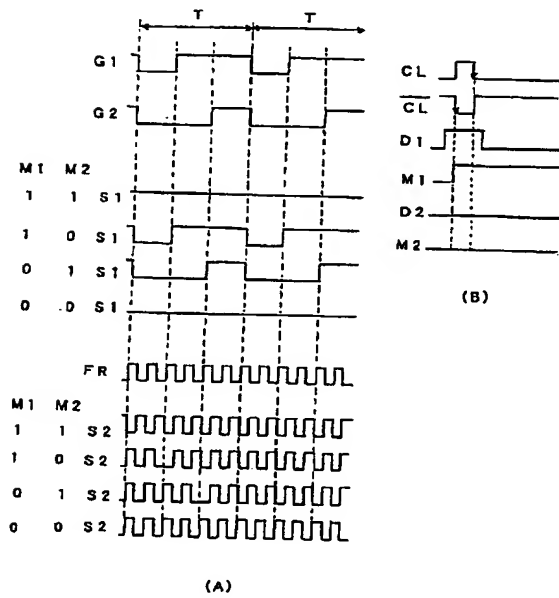 T T
G1
G2
M1 M2
1 1 S1
1 0 S1
0 1 S1
0 0 S1
FR
M1 M2
1 1 S2
1 0 S2
0 1 S2
0 0 S2
(A)
CL
CL
D1
M1
D2
M2
(B)